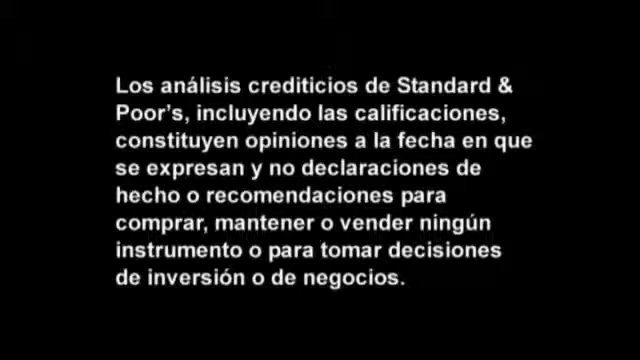 Los análisis crediticios de Standard &
Poor's, incluyendo las calificaciones,
constituyen opiniones a la fecha en que
se expresan y no declaraciones de
hecho o recomendaciones para
comprar, mantener o vender ningún
instrumento o para tomar decisiones
de inversión o de negocios.